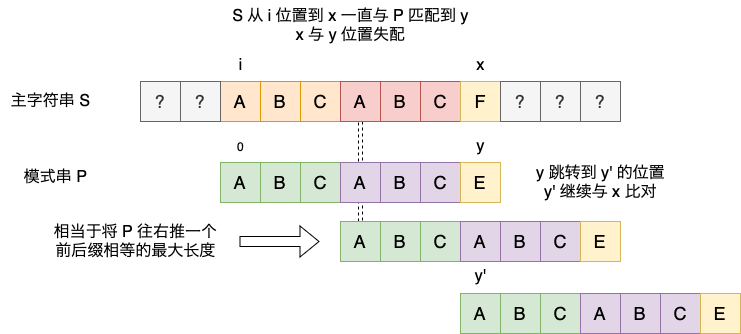 S 从 i 位置到 x 一直与 P 匹配到 y
x 与 y 位置失配
i x
主字符串 S ? ? A B C A B C F ? ? ?
0 y
模式串 P A B C A B C E
y 跳转到 y' 的位置
y' 继续与 x 比对
相当于将 P 往右推一个
前后缀相等的最大长度
A B C A B C E
y'
A B C A B C E